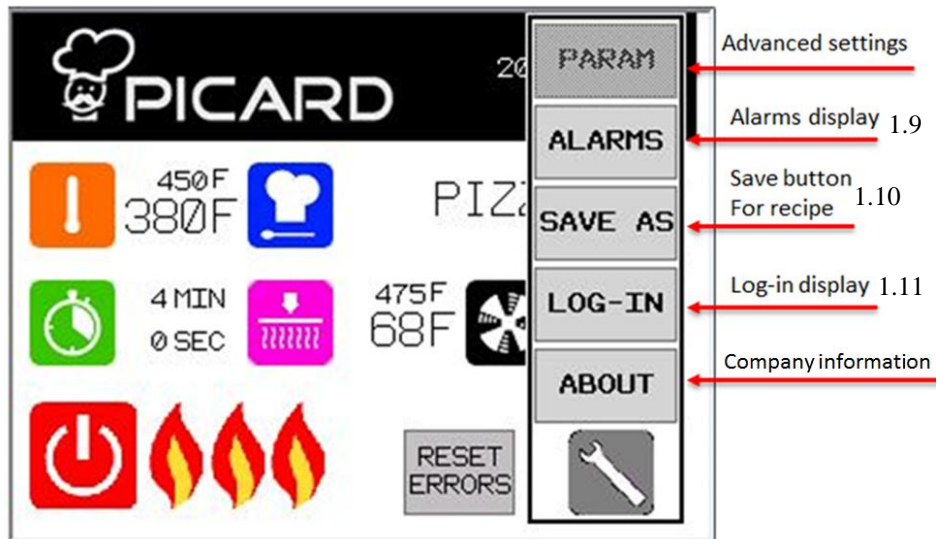 PICARD
20
PARAM
Advanced settings
ALARMS
Alarms display 1.9
450F
380F
SAVE AS
Save button
For recipe 1.10
4 MIN
0 SEC
475F
68F
LOG-IN
Log-in display 1.11
ABOUT
Company information
RESET
ERRORS